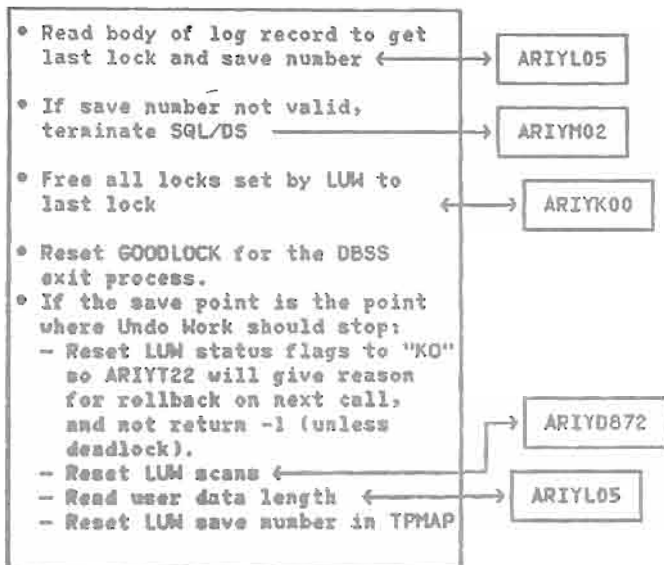 • Read body of log record to get
last lock and save number
ARIYL05
• If save number not valid,
terminate SQL/DS
ARIYM02
• Free all locks set by LUW to
last lock
ARIYK00
• Reset GOODLOCK for the DBSS
exit process.
• If the save point is the point
where Undo Work should stop:
— Reset LUW status flags to "KO"
so ARIYT22 will give reason
for rollback on next call,
and not return -1 (unless
deadlock).
— Reset LUW scans
ARIYD872
— Read user data length
ARIYL05
— Reset LUW save number in TPMAP